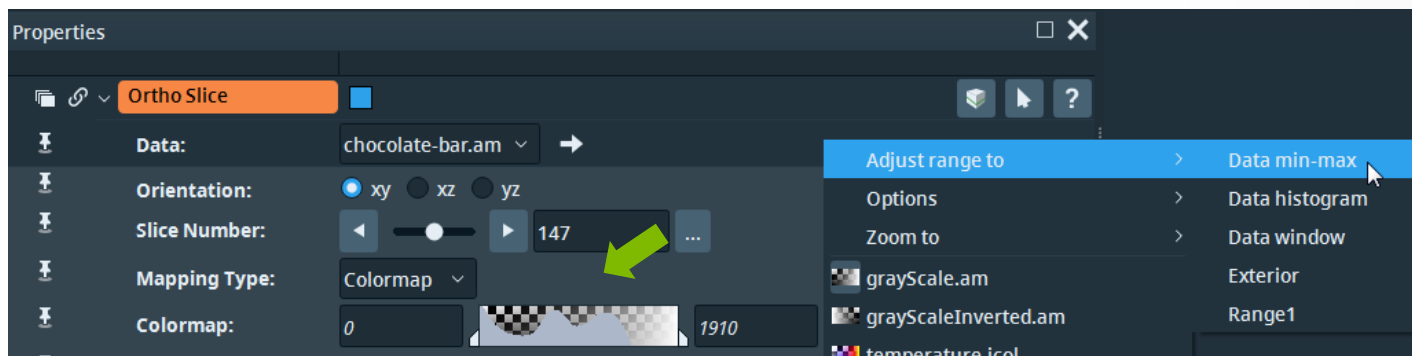 Properties
Ortho Slice
?
Data: chocolate-bar.am
Orientation: xy xz yz
Slice Number: 147 ...
Mapping Type: Colormap
Colormap: 0 1910
Adjust range to
Options
Zoom to
grayScale.am
grayScaleInverted.am
temperature.icol
Data min-max
Data histogram
Data window
Exterior
Range1